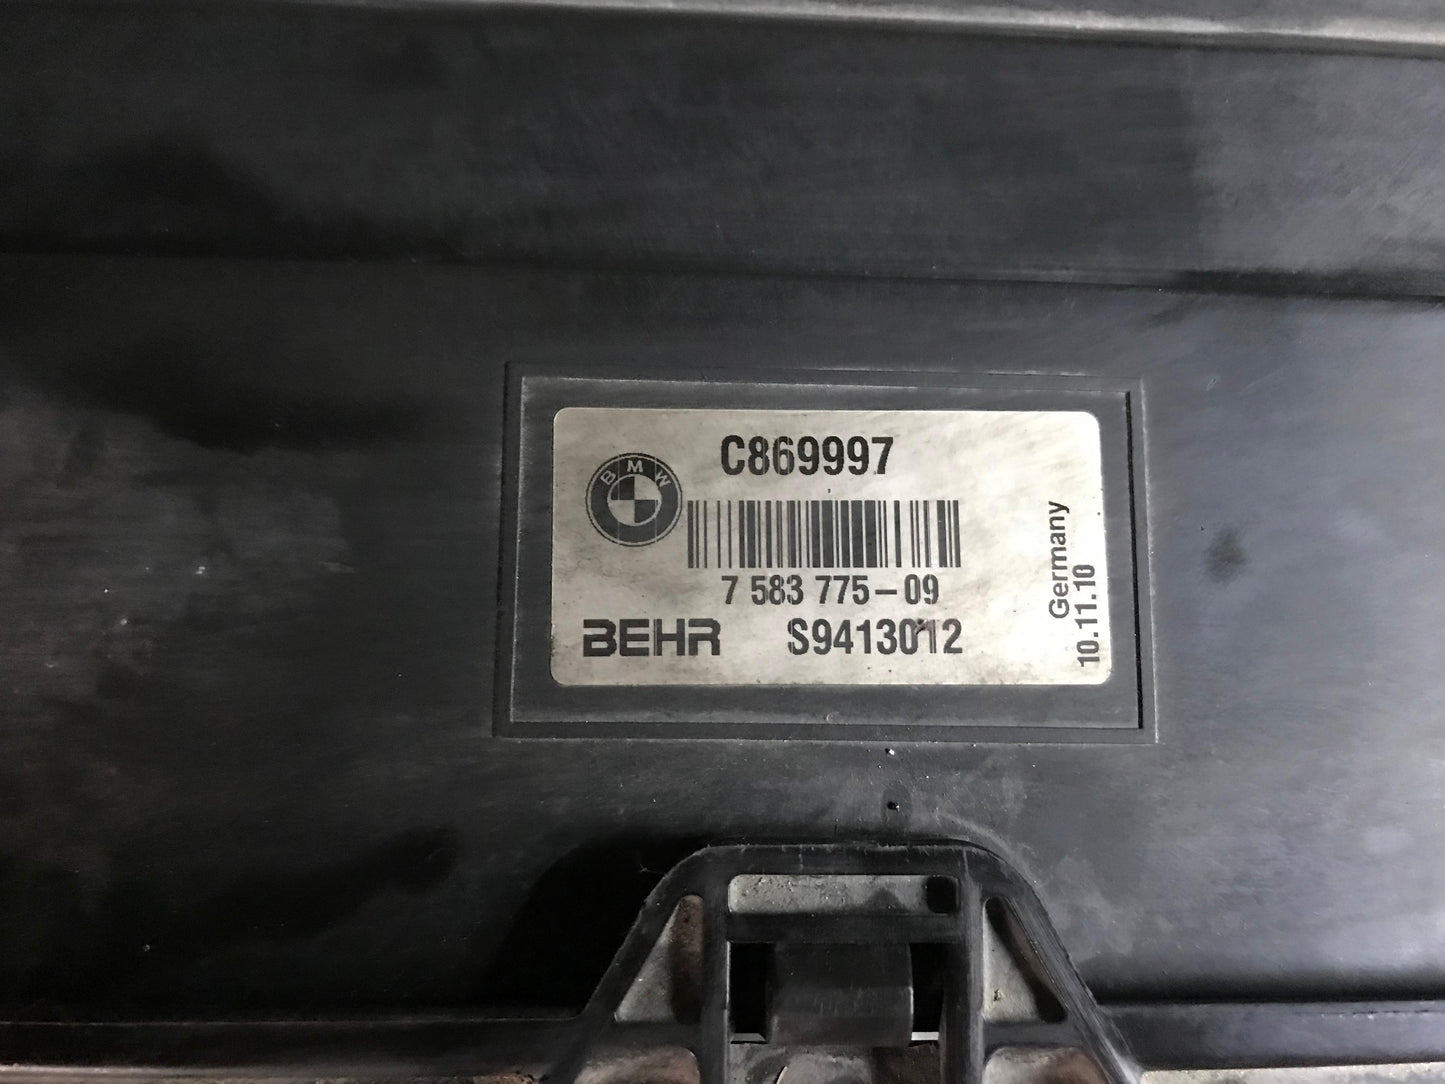 C869997
BMW
7 583 775-09
BEHR S9413012
Germany
10.11.10